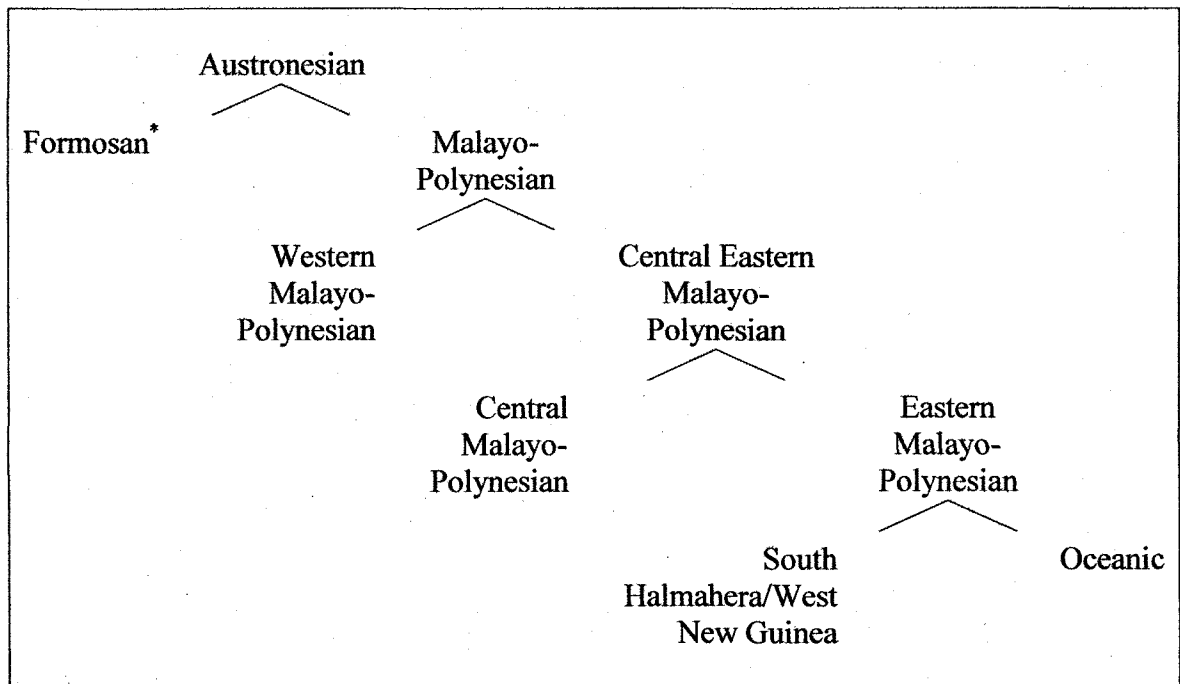 Austronesian
Formosan*
Malayo-
Polynesian
Western
Malayo-
Polynesian
Central Eastern
Malayo-
Polynesian
Central
Malayo-
Polynesian
Eastern
Malayo-
Polynesian
South
Halmahera/West
New Guinea
Oceanic